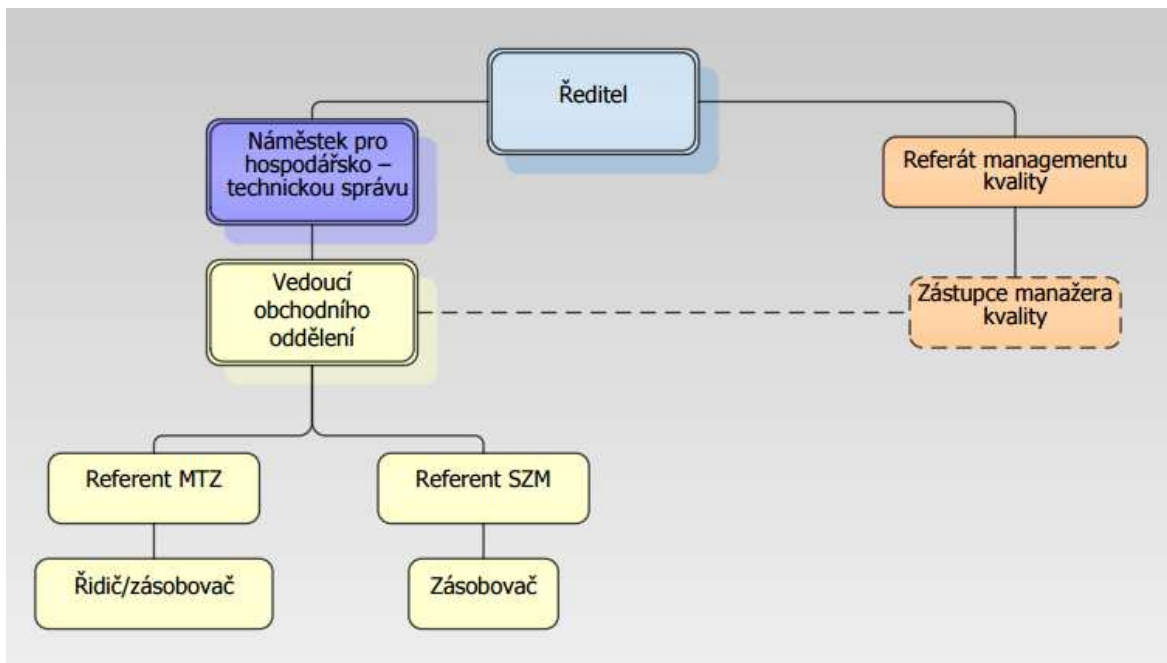 Ředitel
Náměstek pro
hospodářsko –
technickou správu
Referát managementu
kvality
Vedoucí
obchodního
oddělení
Zástupce manažera
kvality
Referent MTZ
Referent SZM
Řidič/zásobovač
Zásobovač